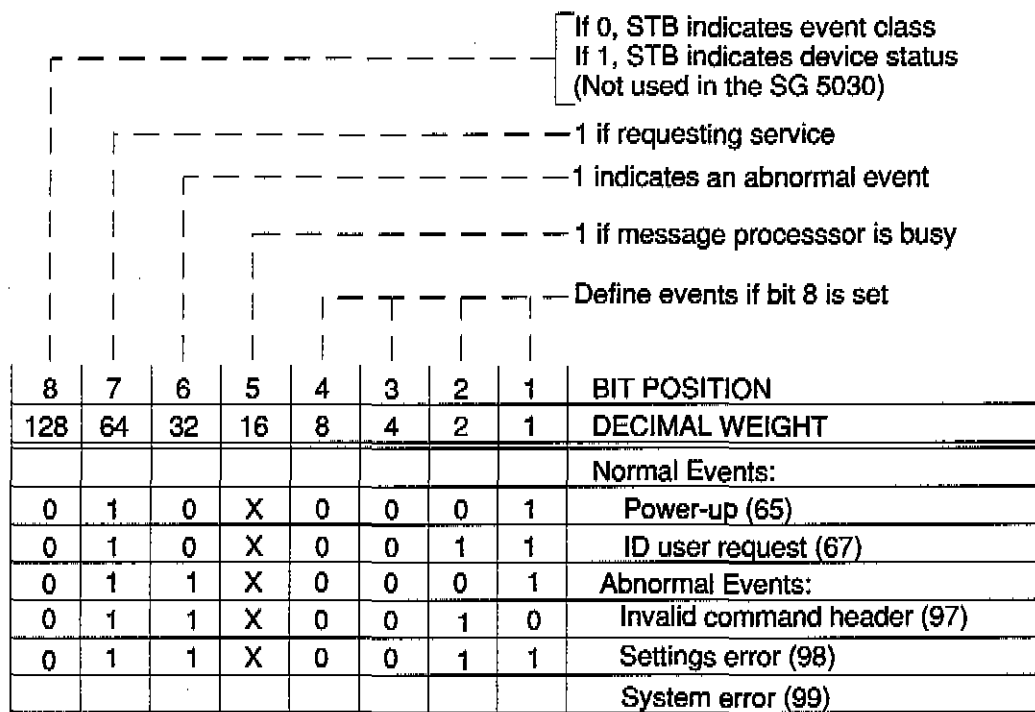 If 0, STB indicates event class
If 1, STB indicates device status
(Not used in the SG 5030)
1 if requesting service
1 indicates an abnormal event
1 if message processsor is busy
Define events if bit 8 is set
8 7 6 5 4 3 2 1 BIT POSITION
128 64 32 16 8 4 2 1 DECIMAL WEIGHT
Normal Events:
0 1 0 X 0 0 0 1 Power-up (65)
0 1 0 X 0 0 1 1 ID user request (67)
0 1 1 X 0 0 0 1 Abnormal Events:
0 1 1 X 0 0 1 0 Invalid command header (97)
0 1 1 X 0 0 1 1 Settings error (98)
System error (99)